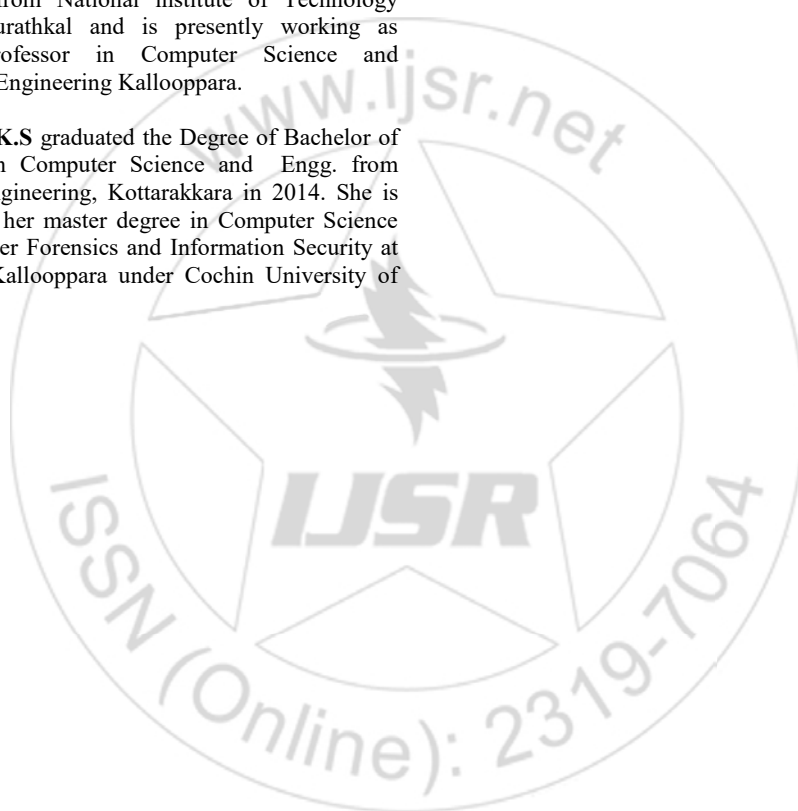 from National Institute of Technology
urathkal and is presently working as
rofessor in Computer Science and
Engineering Kallooppara.
K.S graduated the Degree of Bachelor of
n Computer Science and Engg. from
gineering, Kottarakkara in 2014. She is
her master degree in Computer Science
er Forensics and Information Security at
Kallooppara under Cochin University of
www.ijsr.net
IJSR
ISSN (Online): 2319-7064